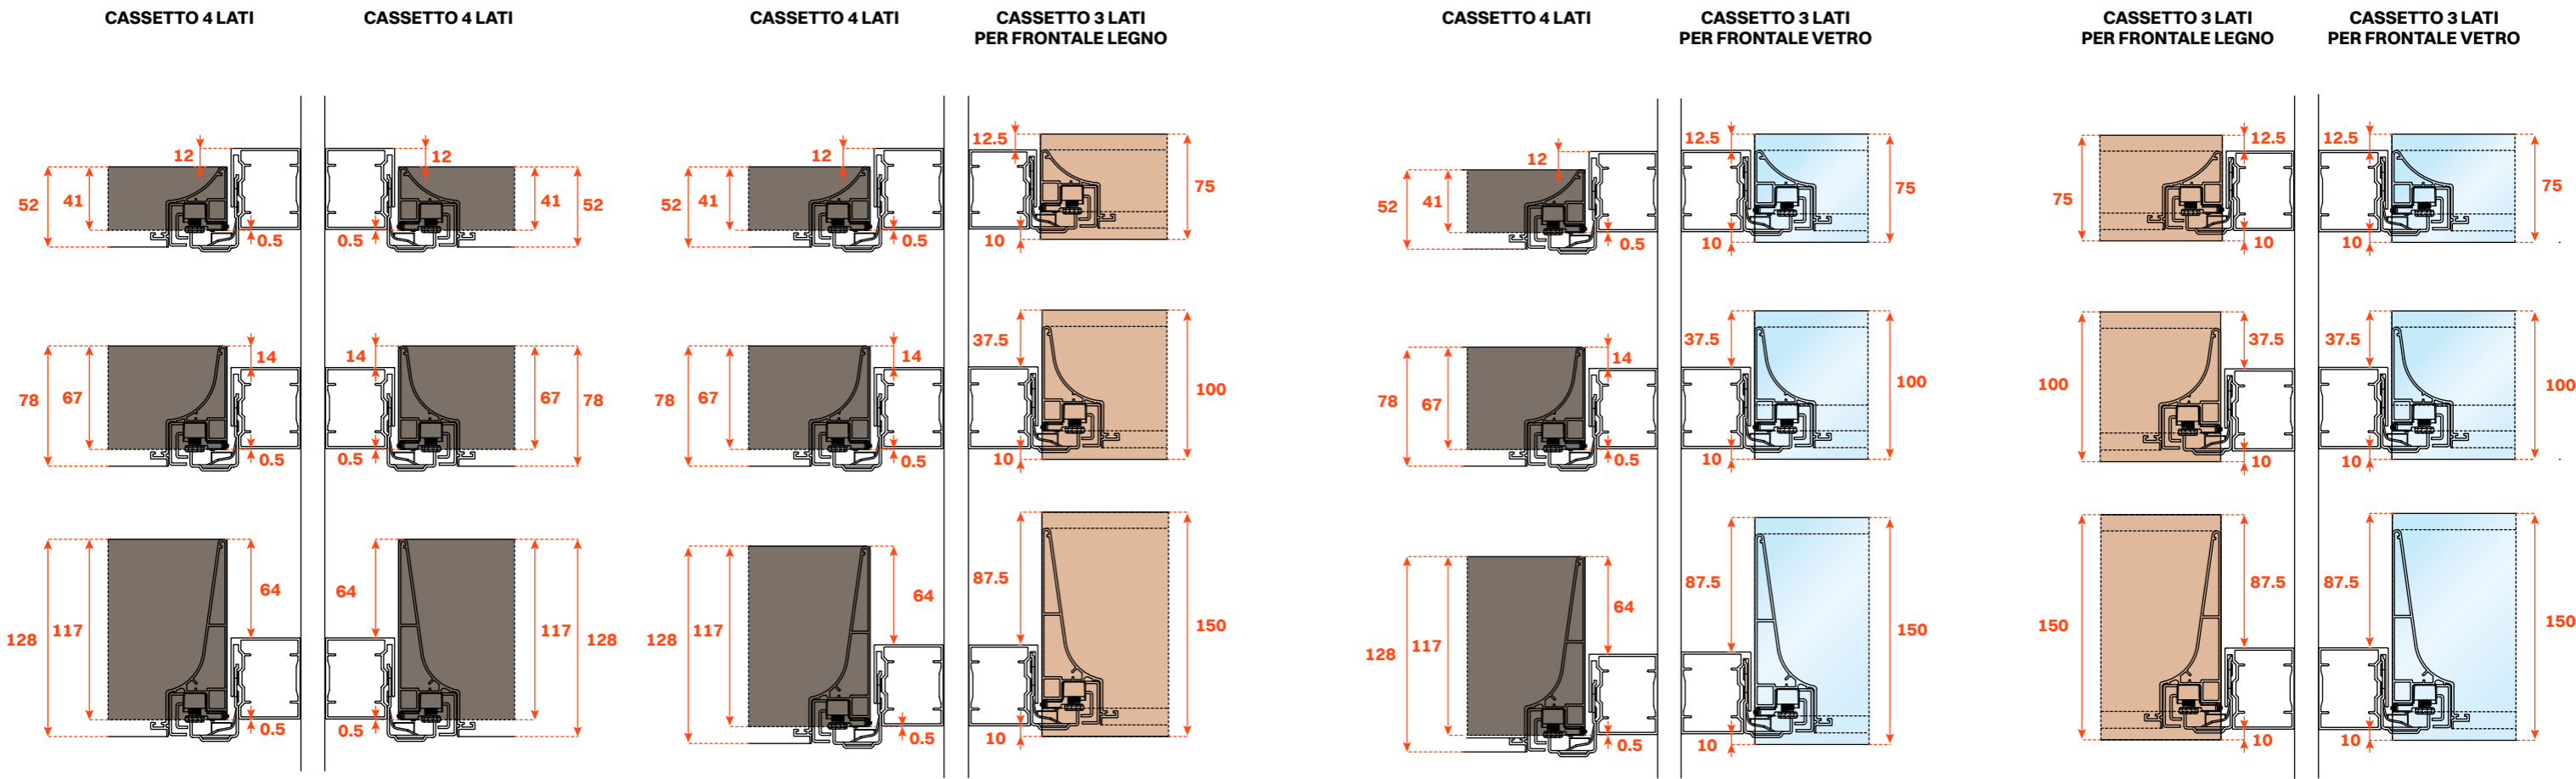 CASSETTO 4 LATI
CASSETTO 4 LATI
CASSETTO 4 LATI
CASSETTO 3 LATI
PER FRONTALE LEGNO
CASSETTO 4 LATI
CASSETTO 3 LATI
PER FRONTALE VETRO
CASSETTO 3 LATI
PER FRONTALE LEGNO
CASSETTO 3 LATI
PER FRONTALE VETRO
52 41 12 0.5
12 0.5 41 52
52 41 12 0.5
12.5 10 75
52 41 12 0.5
12.5 10 75
75 12.5 10
12.5 10 75
78 67 14 0.5
14 0.5 67 78
78 67 14 0.5
37.5 10 100
78 67 14 0.5
37.5 10 100
100 37.5 10
37.5 10 100
128 117 64 0.5
64 0.5 117 128
128 117 64 0.5
87.5 10 150
128 117 64 0.5
87.5 10 150
150 87.5 10
87.5 10 150